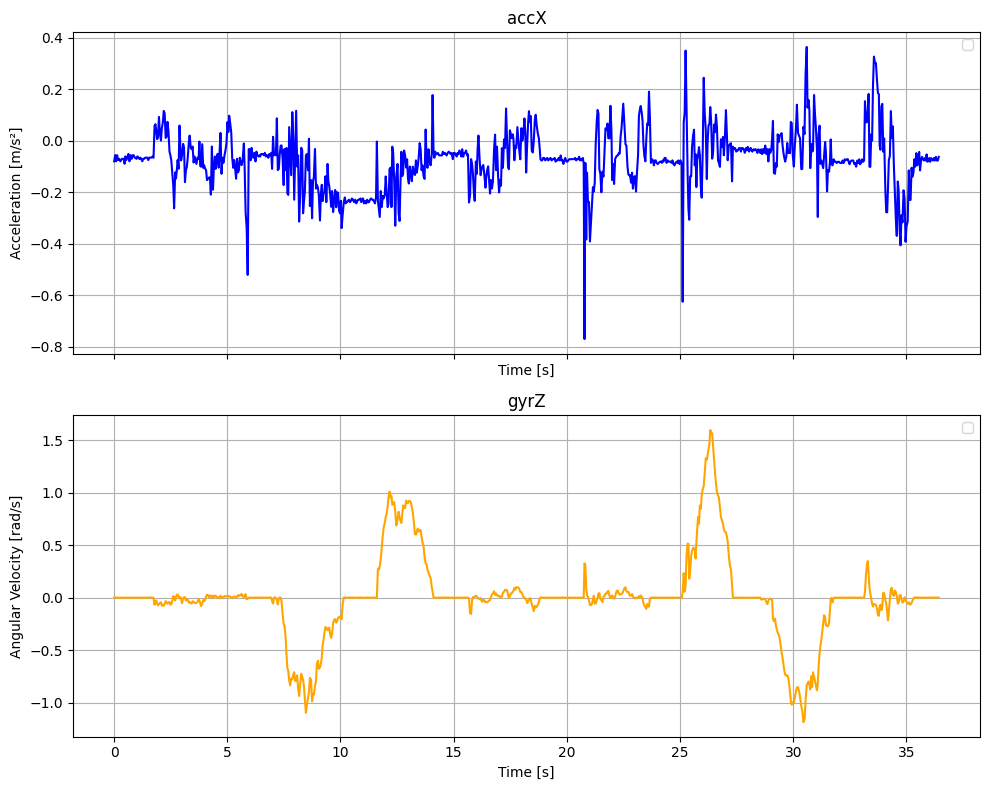 accX
Acceleration [m/s²]
0.4
0.2
0.0
−0.2
−0.4
−0.6
−0.8
Time [s]
gyrZ
Angular Velocity [rad/s]
1.5
1.0
0.5
0.0
−0.5
−1.0
0 5 10 15 20 25 30 35
Time [s]